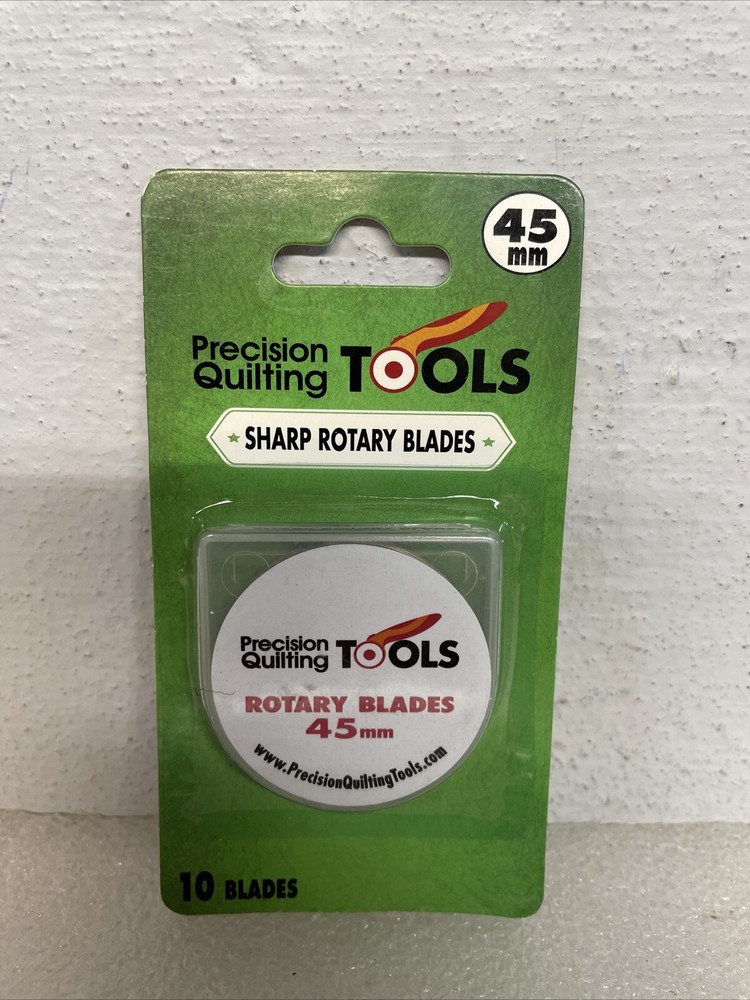 45
mm
Precision
Quilting TOOLS
SHARP ROTARY BLADES
Precision
Quilting TOOLS
ROTARY BLADES
45mm
www.PrecisionQuiltingTools.com
10 BLADES